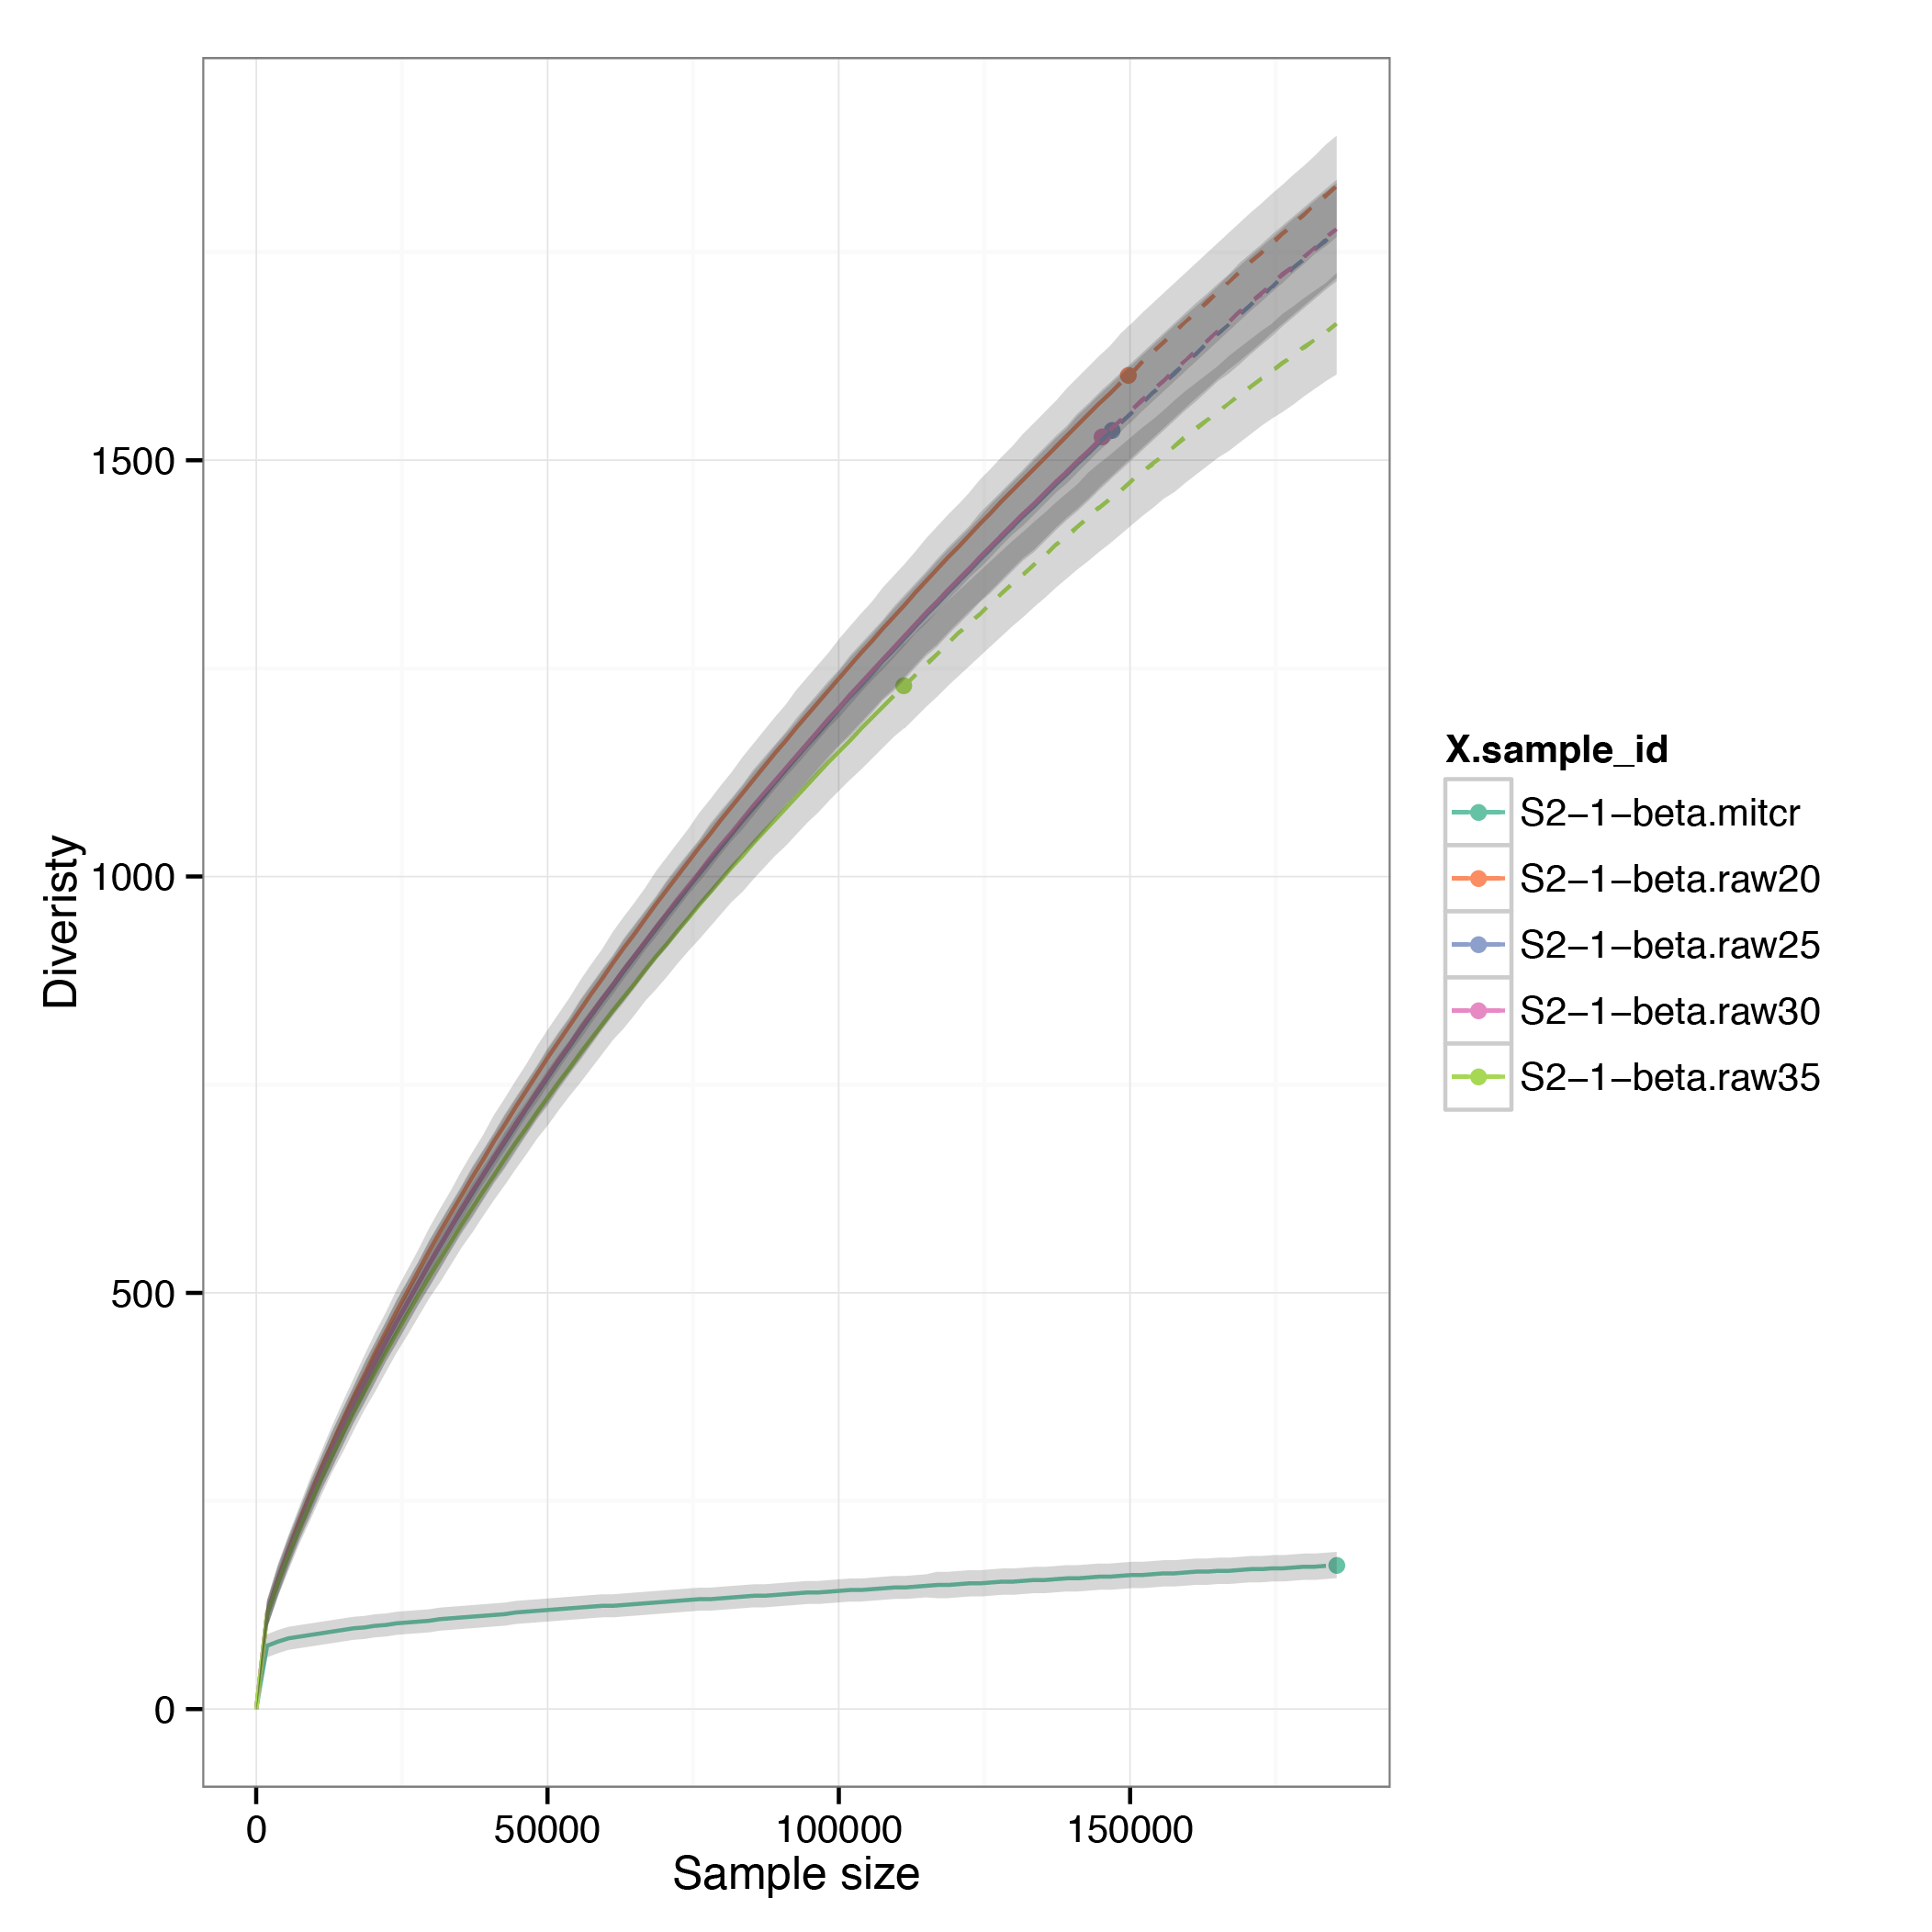 Diveristy
1500
1000
500
0
0
50000
100000
150000
Sample size
X.sample_id
S2−1−beta.mitcr
S2−1−beta.raw20
S2−1−beta.raw25
S2−1−beta.raw30
S2−1−beta.raw35